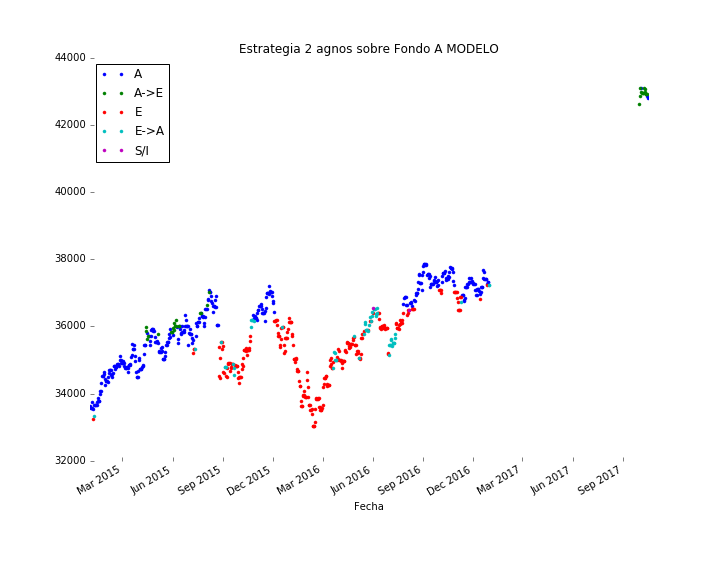 Estrategia 2 agnos sobre Fondo A MODELO
44000
42000
40000
38000
36000
34000
32000
A
A->E
E
E->A
S/I
Mar 2015
Jun 2015
Sep 2015
Dec 2015
Mar 2016
Jun 2016
Sep 2016
Dec 2016
Mar 2017
Jun 2017
Sep 2017
Fecha